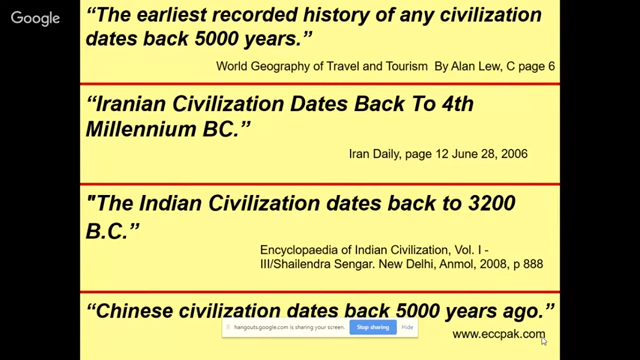 Google
“The earliest recorded history of any civilization
dates back 5000 years.”
World Geography of Travel and Tourism By Alan Lew, C page 6
“Iranian Civilization Dates Back To 4th
Millennium BC.”
Iran Daily, page 12 June 28, 2006
"The Indian Civilization dates back to 3200
B.C.”
Encyclopaedia of Indian Civilization, Vol. I -
III/Shailendra Sengar. New Delhi, Anmol, 2008, p 888
“Chinese civilization dates back 5000 years ago.”
hangouts.google.com is sharing your screen. Stop sharing Hide
www.eccpak.com